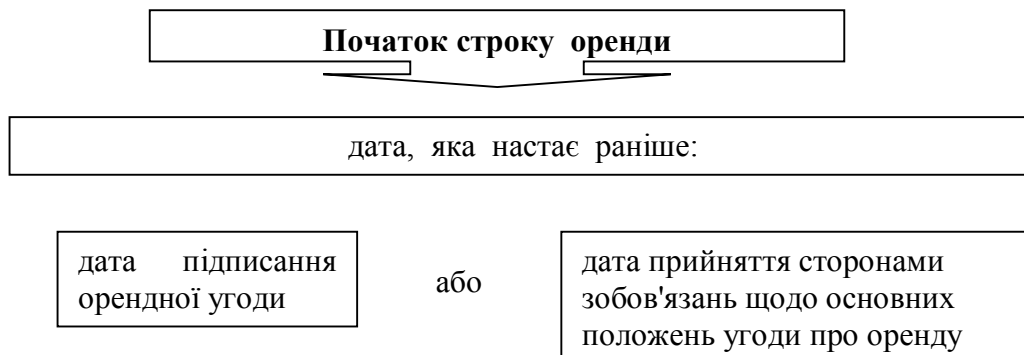 Початок строку оренди
дата, яка настає раніше:
дата підписання
орендної угоди
або
дата прийняття сторонами
зобов'язань щодо основних
положень угоди про оренду